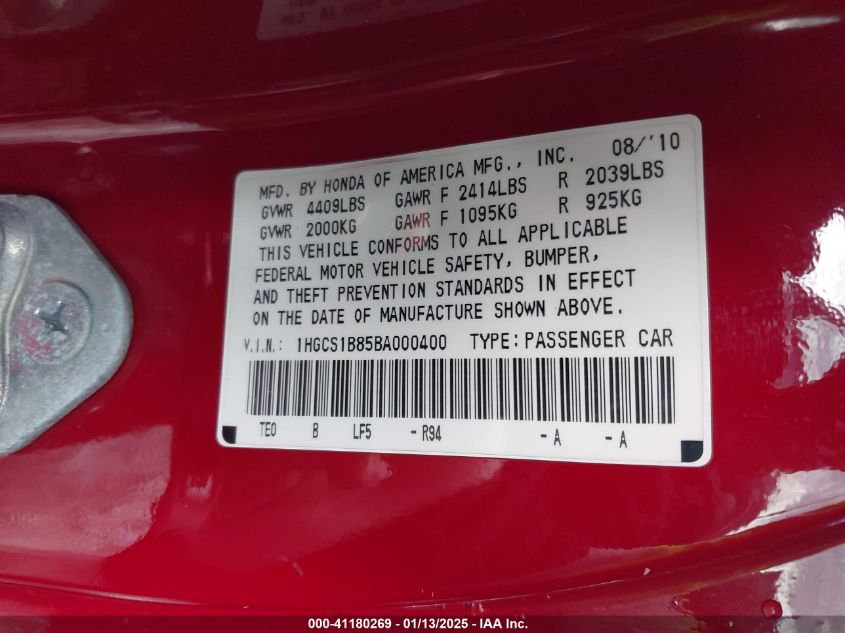 MFD. BY HONDA OF AMERICA MFG., INC. 08/'10
GVWR 4409LBS GAWR F 2414LBS R 2039LBS
GVWR 2000KG GAWR F 1095KG R 925KG
THIS VEHICLE CONFORMS TO ALL APPLICABLE
FEDERAL MOTOR VEHICLE SAFETY, BUMPER,
AND THEFT PREVENTION STANDARDS IN EFFECT
ON THE DATE OF MANUFACTURE SHOWN ABOVE.
V.I.N.: 1HGCS1B85BA000400 TYPE: PASSENGER CAR
TE0 B LF5 - R94 - A - A
000-41180269 - 01/13/2025 - IAA Inc.